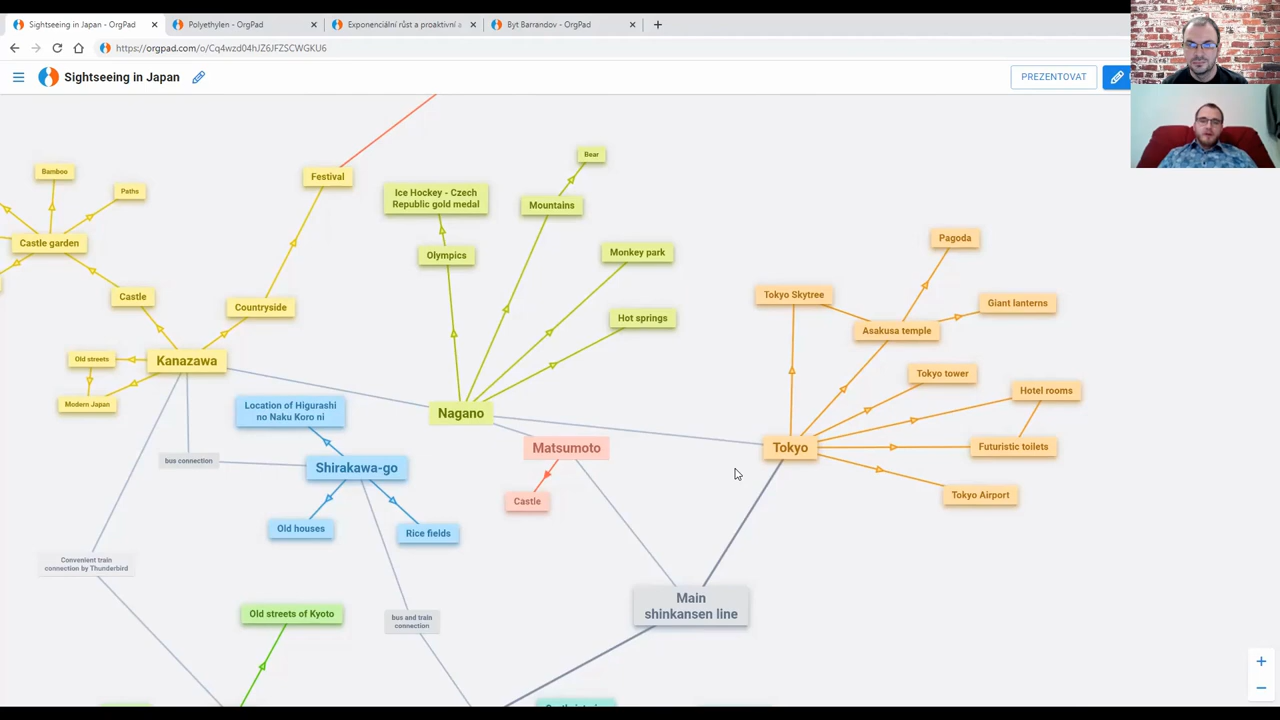 Sightseeing in Japan - OrgPad
Polyethylen - OrgPad
Exponenciální růst a proaktivní a
Byt Barrandov - OrgPad
https://orgpad.com/o/Cq4wzd04hJZ6JFZSCWGKU6
Sightseeing in Japan
PREZENTOVAT
Bear
Bamboo
Festival
Paths
Ice Hockey - Czech
Republic gold medal
Mountains
Pagoda
Castle garden
Olympics
Monkey park
Tokyo Skytree
Castle
Giant lanterns
Countryside
Hot springs
Asakusa temple
Old streets
Kanazawa
Tokyo tower
Hotel rooms
Modern Japan
Location of Higurashi
no Naku Koro ni
Nagano
Matsumoto
Tokyo
Futuristic toilets
bus connection
Shirakawa-go
Castle
Tokyo Airport
Old houses
Rice fields
Convenient train
connection by Thunderbird
Main
shinkansen line
Old streets of Kyoto
bus and train
connection